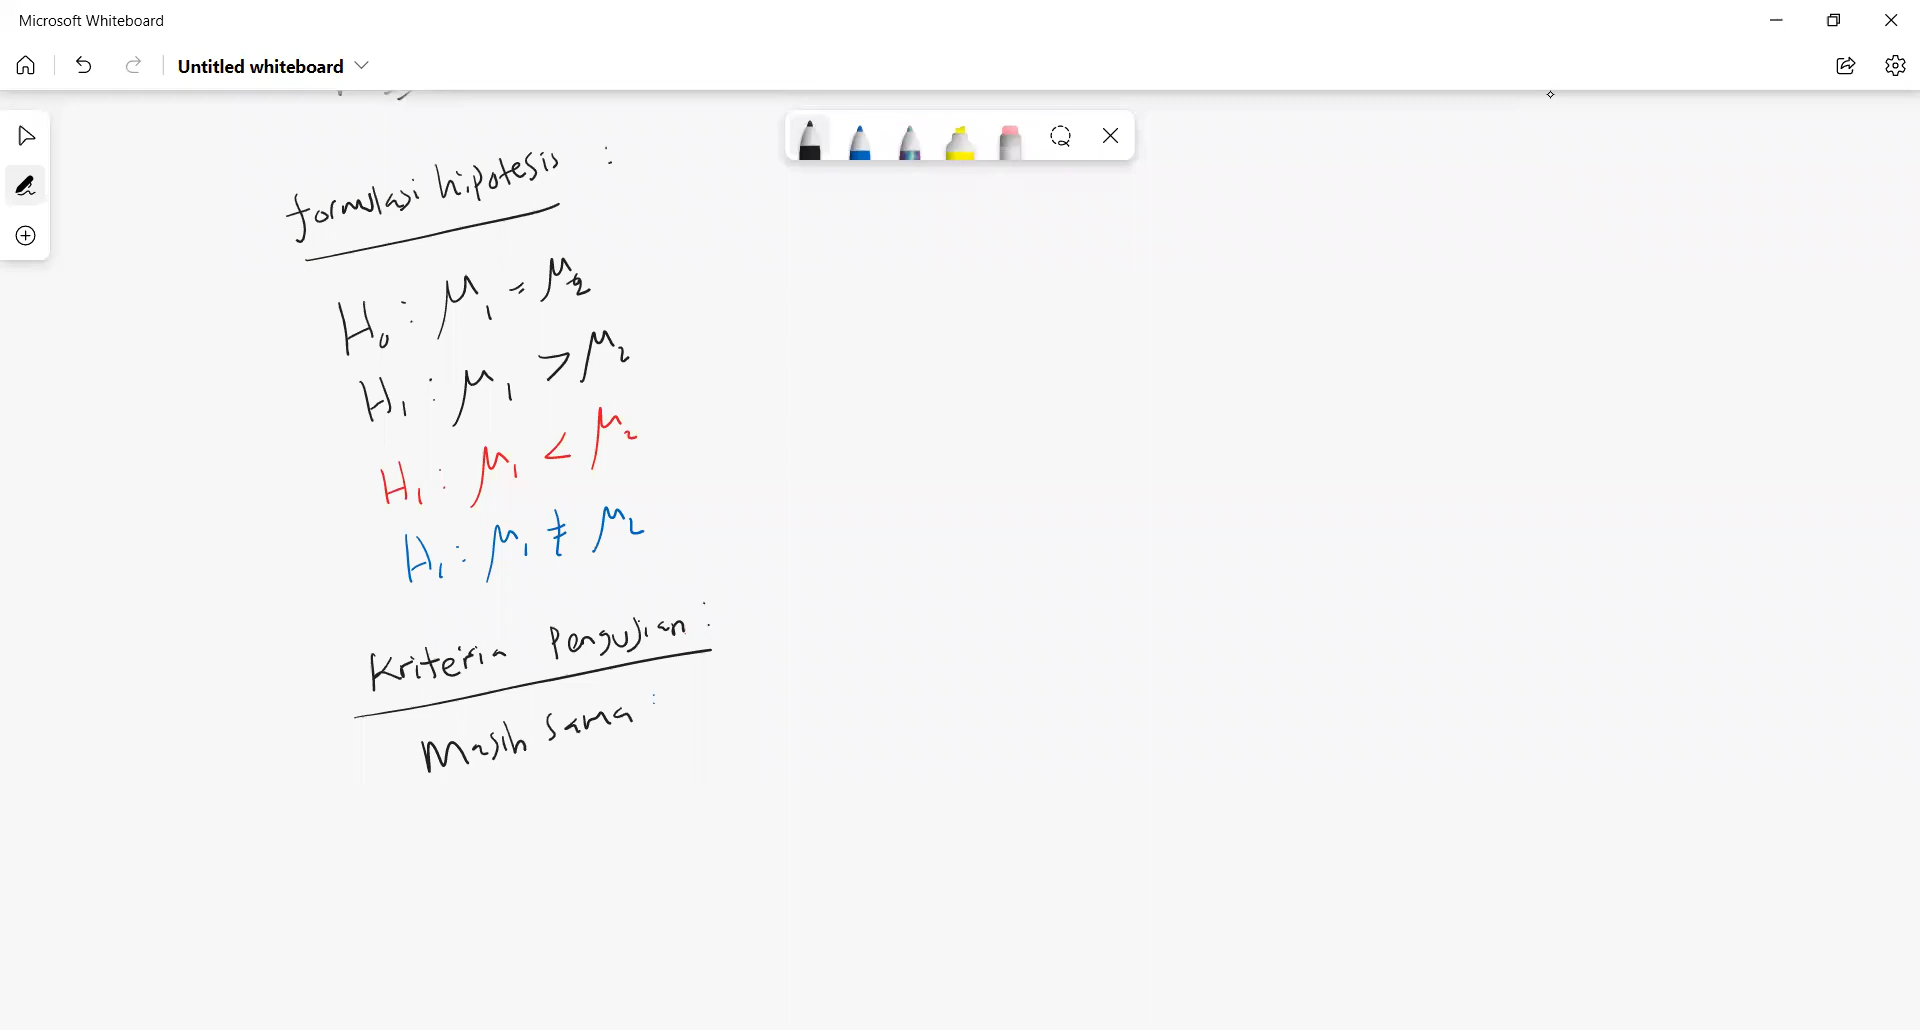 Microsoft Whiteboard
Untitled whiteboard
formulasi hipotesis :
H₀ : μ₁ = μ₂
H₁ : μ₁ > μ₂
H₁ : μ₁ < μ₂
H₁ : μ₁ ≠ μ₂
Kriteria Pengujian :
Masih sama :